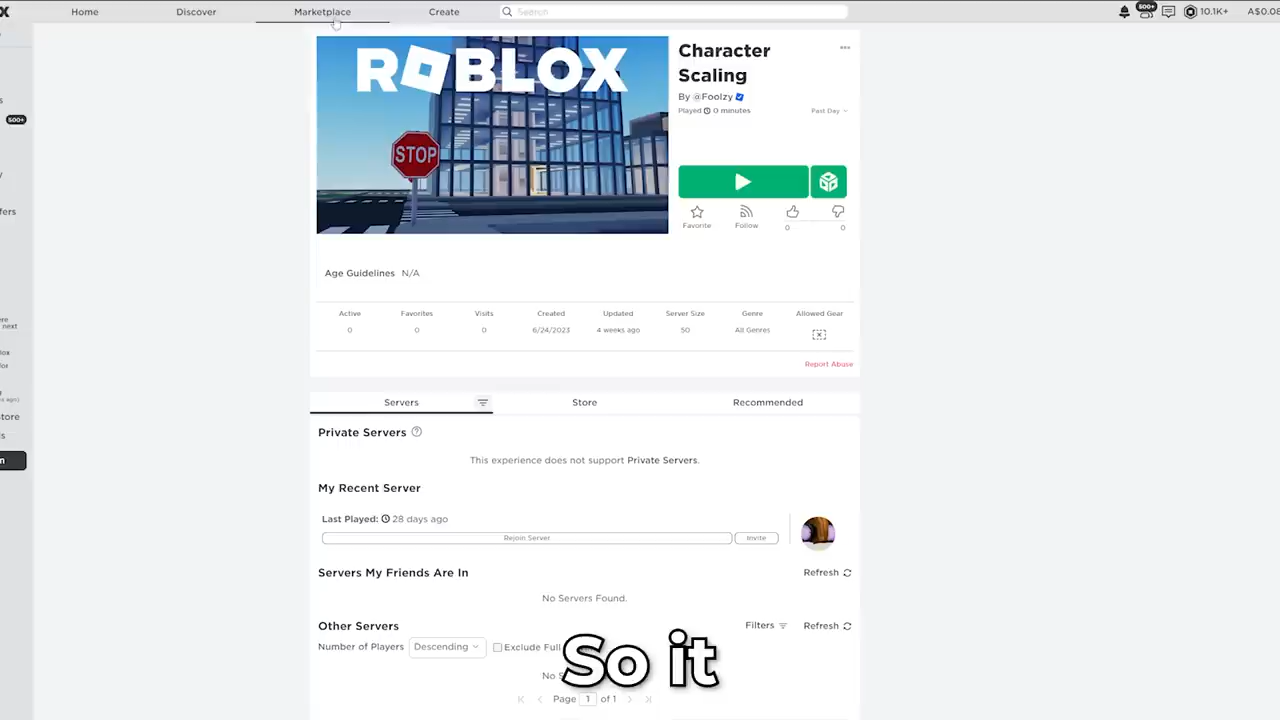 Home
Discover
Marketplace
Create
Search
500+
10.1K+
A$0.08
ROBLOX
STOP
Character
Scaling
By @Foolzy
Played 0 minutes
Past Day
Favorite
Follow
0
0
500+
Age Guidelines N/A
Active
Favorites
Visits
Created
Updated
Server Size
Genre
Allowed Gear
0
0
0
6/24/2023
4 weeks ago
50
All Genres
Report Abuse
Servers
Store
Recommended
Private Servers
This experience does not support Private Servers.
My Recent Server
Last Played: 28 days ago
Rejoin Server
Invite
Servers My Friends Are In
Refresh
No Servers Found.
Other Servers
Filters
Refresh
Number of Players
Descending
Exclude Full
So it
No S
Page 1 of 1